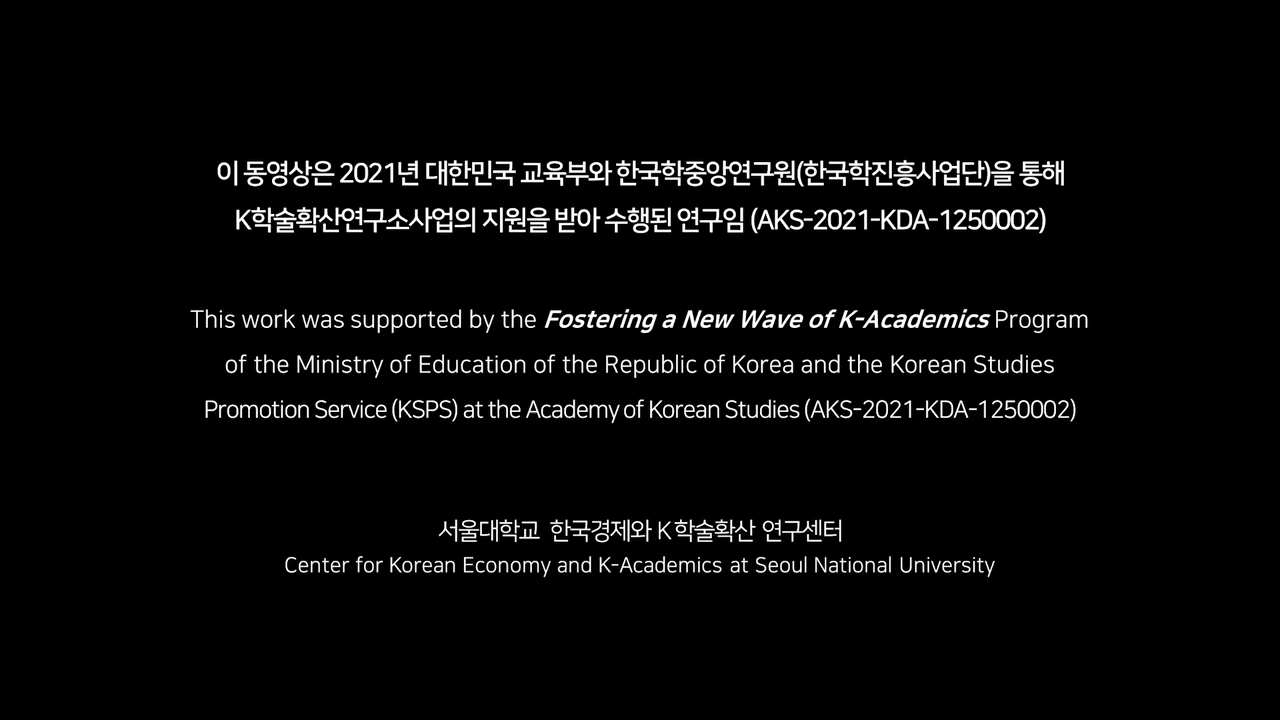 이 동영상은 2021년 대한민국 교육부와 한국학중앙연구원(한국학진흥사업단)을 통해
K학술확산연구소사업의 지원을 받아 수행된 연구임 (AKS-2021-KDA-1250002)
This work was supported by the Fostering a New Wave of K-Academics Program
of the Ministry of Education of the Republic of Korea and the Korean Studies
Promotion Service (KSPS) at the Academy of Korean Studies (AKS-2021-KDA-1250002)
서울대학교 한국경제와 K학술확산 연구센터
Center for Korean Economy and K-Academics at Seoul National University